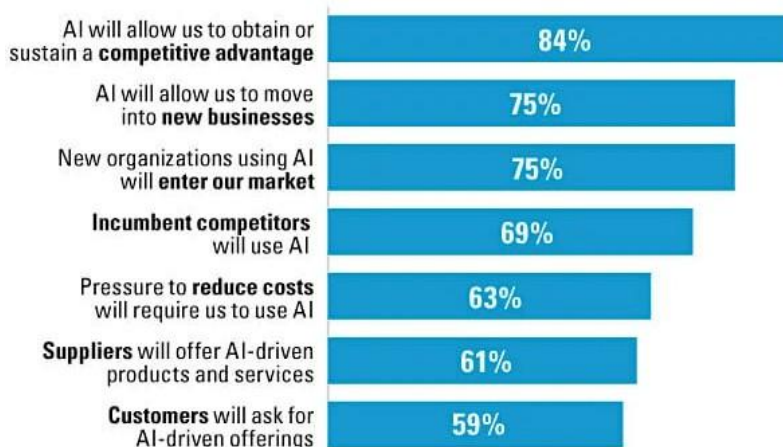 AI will allow us to obtain or
sustain a competitive advantage
84%
AI will allow us to move
into new businesses
75%
New organizations using AI
will enter our market
75%
Incumbent competitors
will use AI
69%
Pressure to reduce costs
will require us to use AI
63%
Suppliers will offer AI-driven
products and services
61%
Customers will ask for
AI-driven offerings
59%